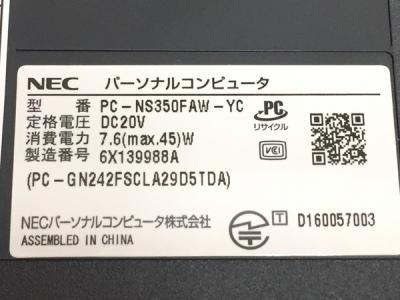 NEC パーソナルコンピュータ
型 番 PC-NS350FAW-YC
定格電圧 DC20V
消費電力 7.6(max.45)W
製造番号 6X139988A
(PC-GN242FSCLA29D5TDA)
PC
リサイクル
VCCI
NECパーソナルコンピュータ株式会社
ASSEMBLED IN CHINA
T D160057003